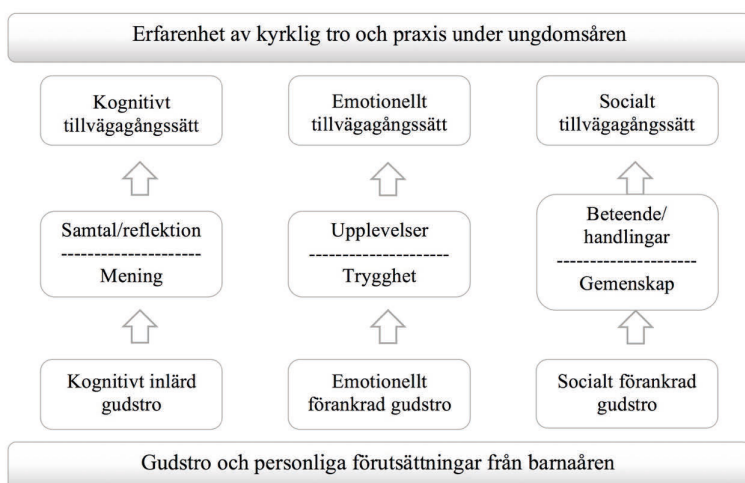 Erfarenhet av kyrklig tro och praxis under ungdomsåren
Kognitivt
tillvägagångssätt
Emotionellt
tillvägagångssätt
Socialt
tillvägagångssätt
Samtal/reflektion
----------------------
Mening
Upplevelser
----------------------
Trygghet
Beteende/
handlingar
----------------------
Gemenskap
Kognitivt inlärd
gudstro
Emotionellt
förankrad gudstro
Socialt förankrad
gudstro
Gudstro och personliga förutsättningar från barnaåren